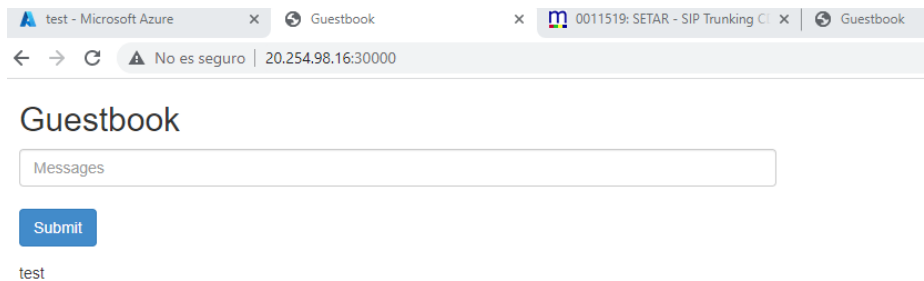 test - Microsoft Azure Guestbook 0011519: SETAR - SIP Trunking Guestbook
No es seguro 20.254.98.16:30000
Guestbook
Messages
Submit
test